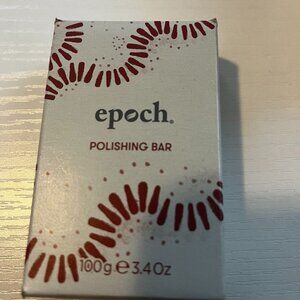 epoch®
POLISHING BAR
100g ℮ 3.4Oz